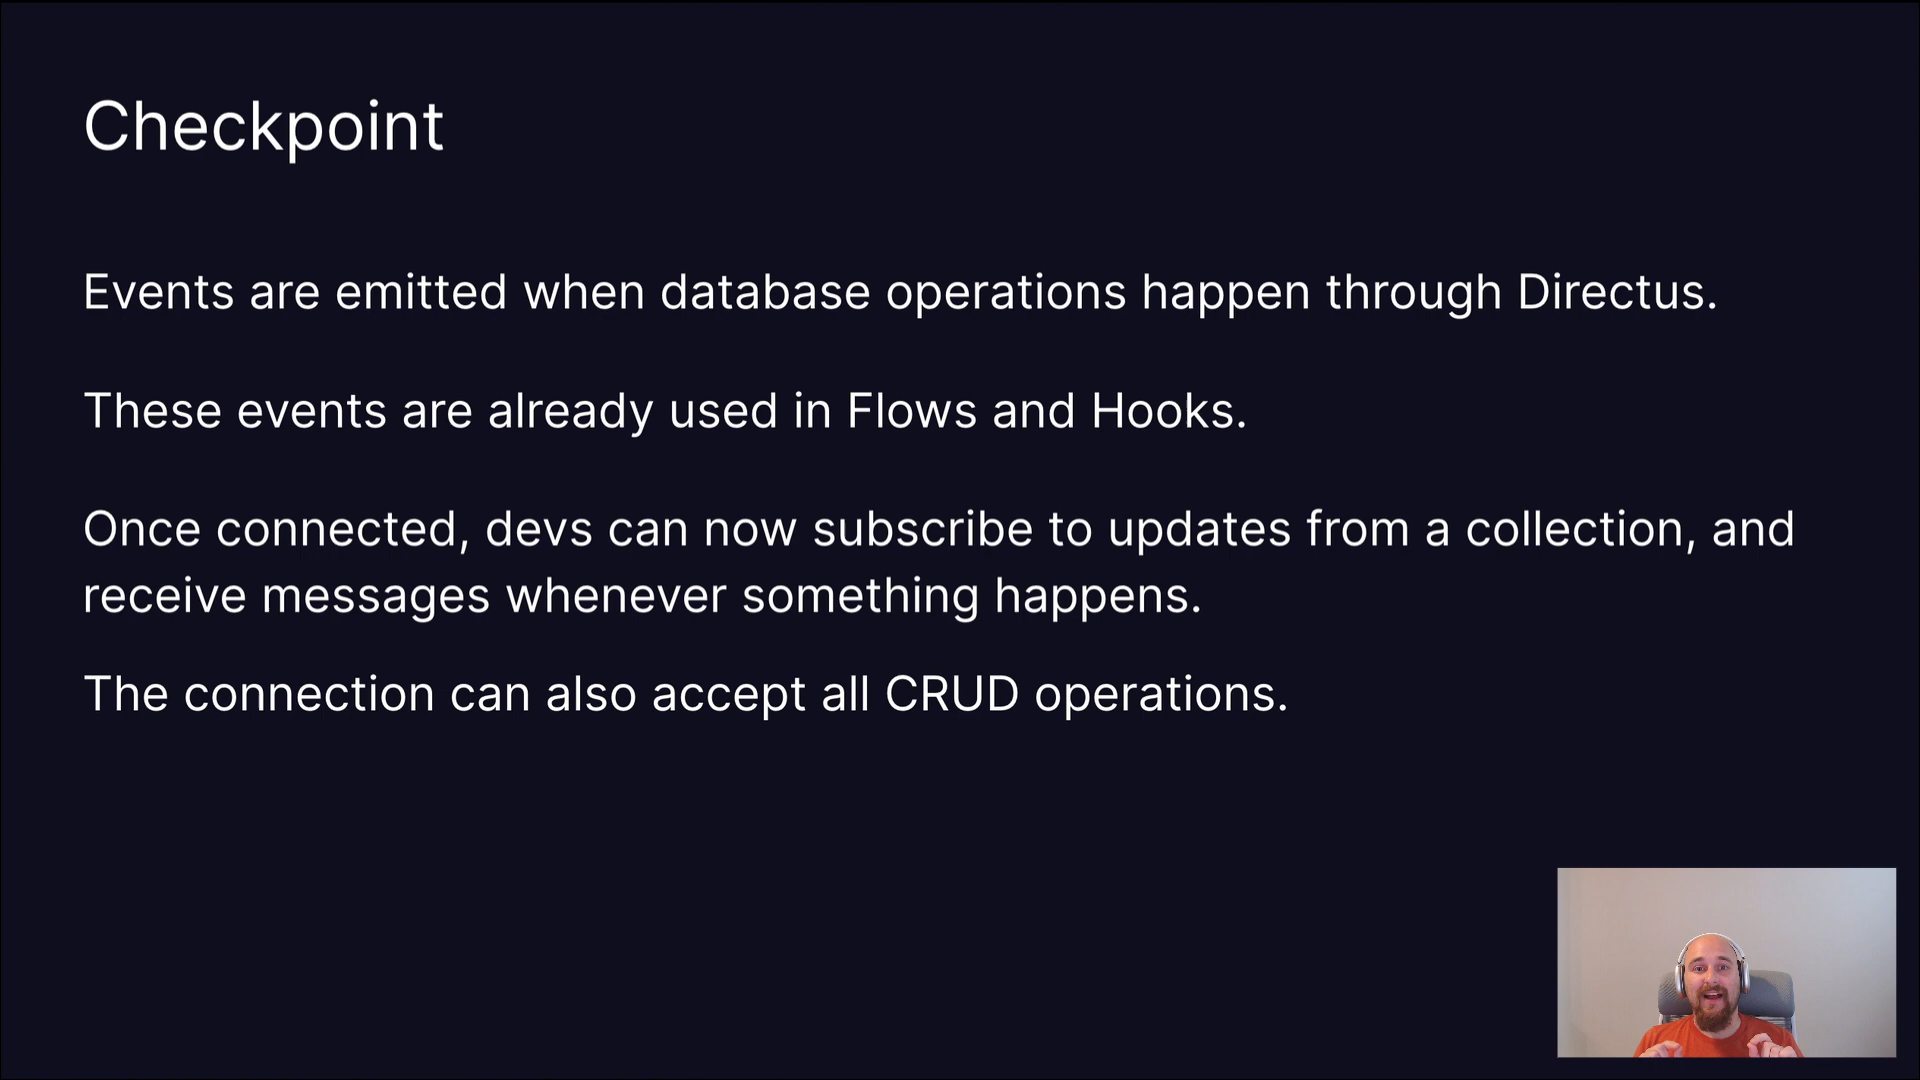 Checkpoint
Events are emitted when database operations happen through Directus.
These events are already used in Flows and Hooks.
Once connected, devs can now subscribe to updates from a collection, and
receive messages whenever something happens.
The connection can also accept all CRUD operations.